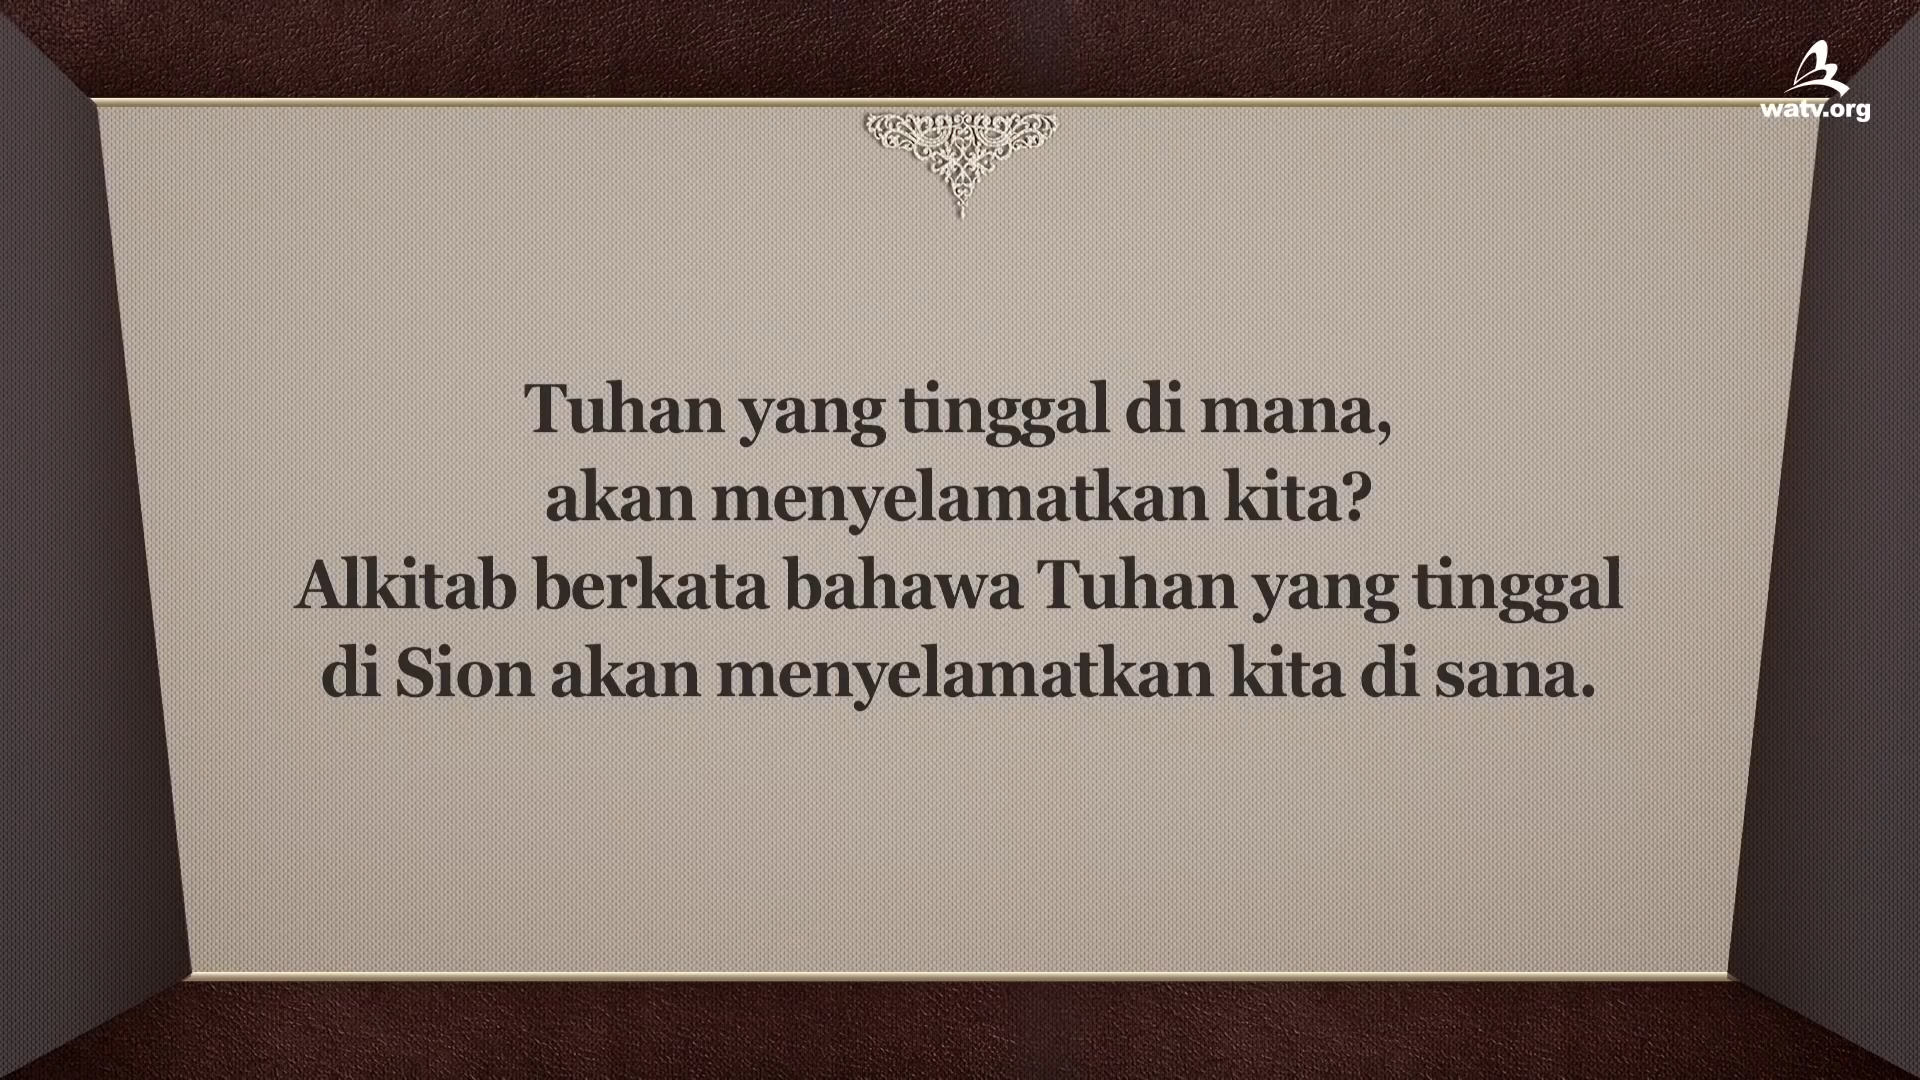 watv.org
Tuhan yang tinggal di mana,
akan menyelamatkan kita?
Alkitab berkata bahawa Tuhan yang tinggal
di Sion akan menyelamatkan kita di sana.